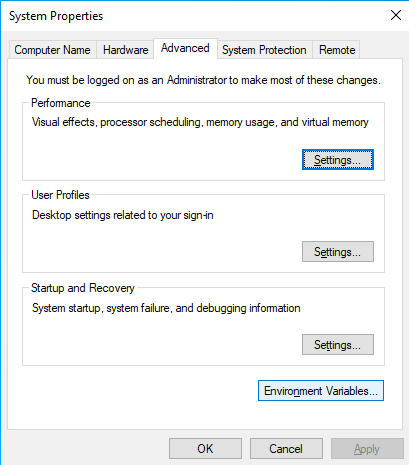 System Properties
Computer Name Hardware Advanced System Protection Remote
You must be logged on as an Administrator to make most of these changes.
Performance
Visual effects, processor scheduling, memory usage, and virtual memory
Settings...
User Profiles
Desktop settings related to your sign-in
Settings...
Startup and Recovery
System startup, system failure, and debugging information
Settings...
Environment Variables...
OK Cancel Apply